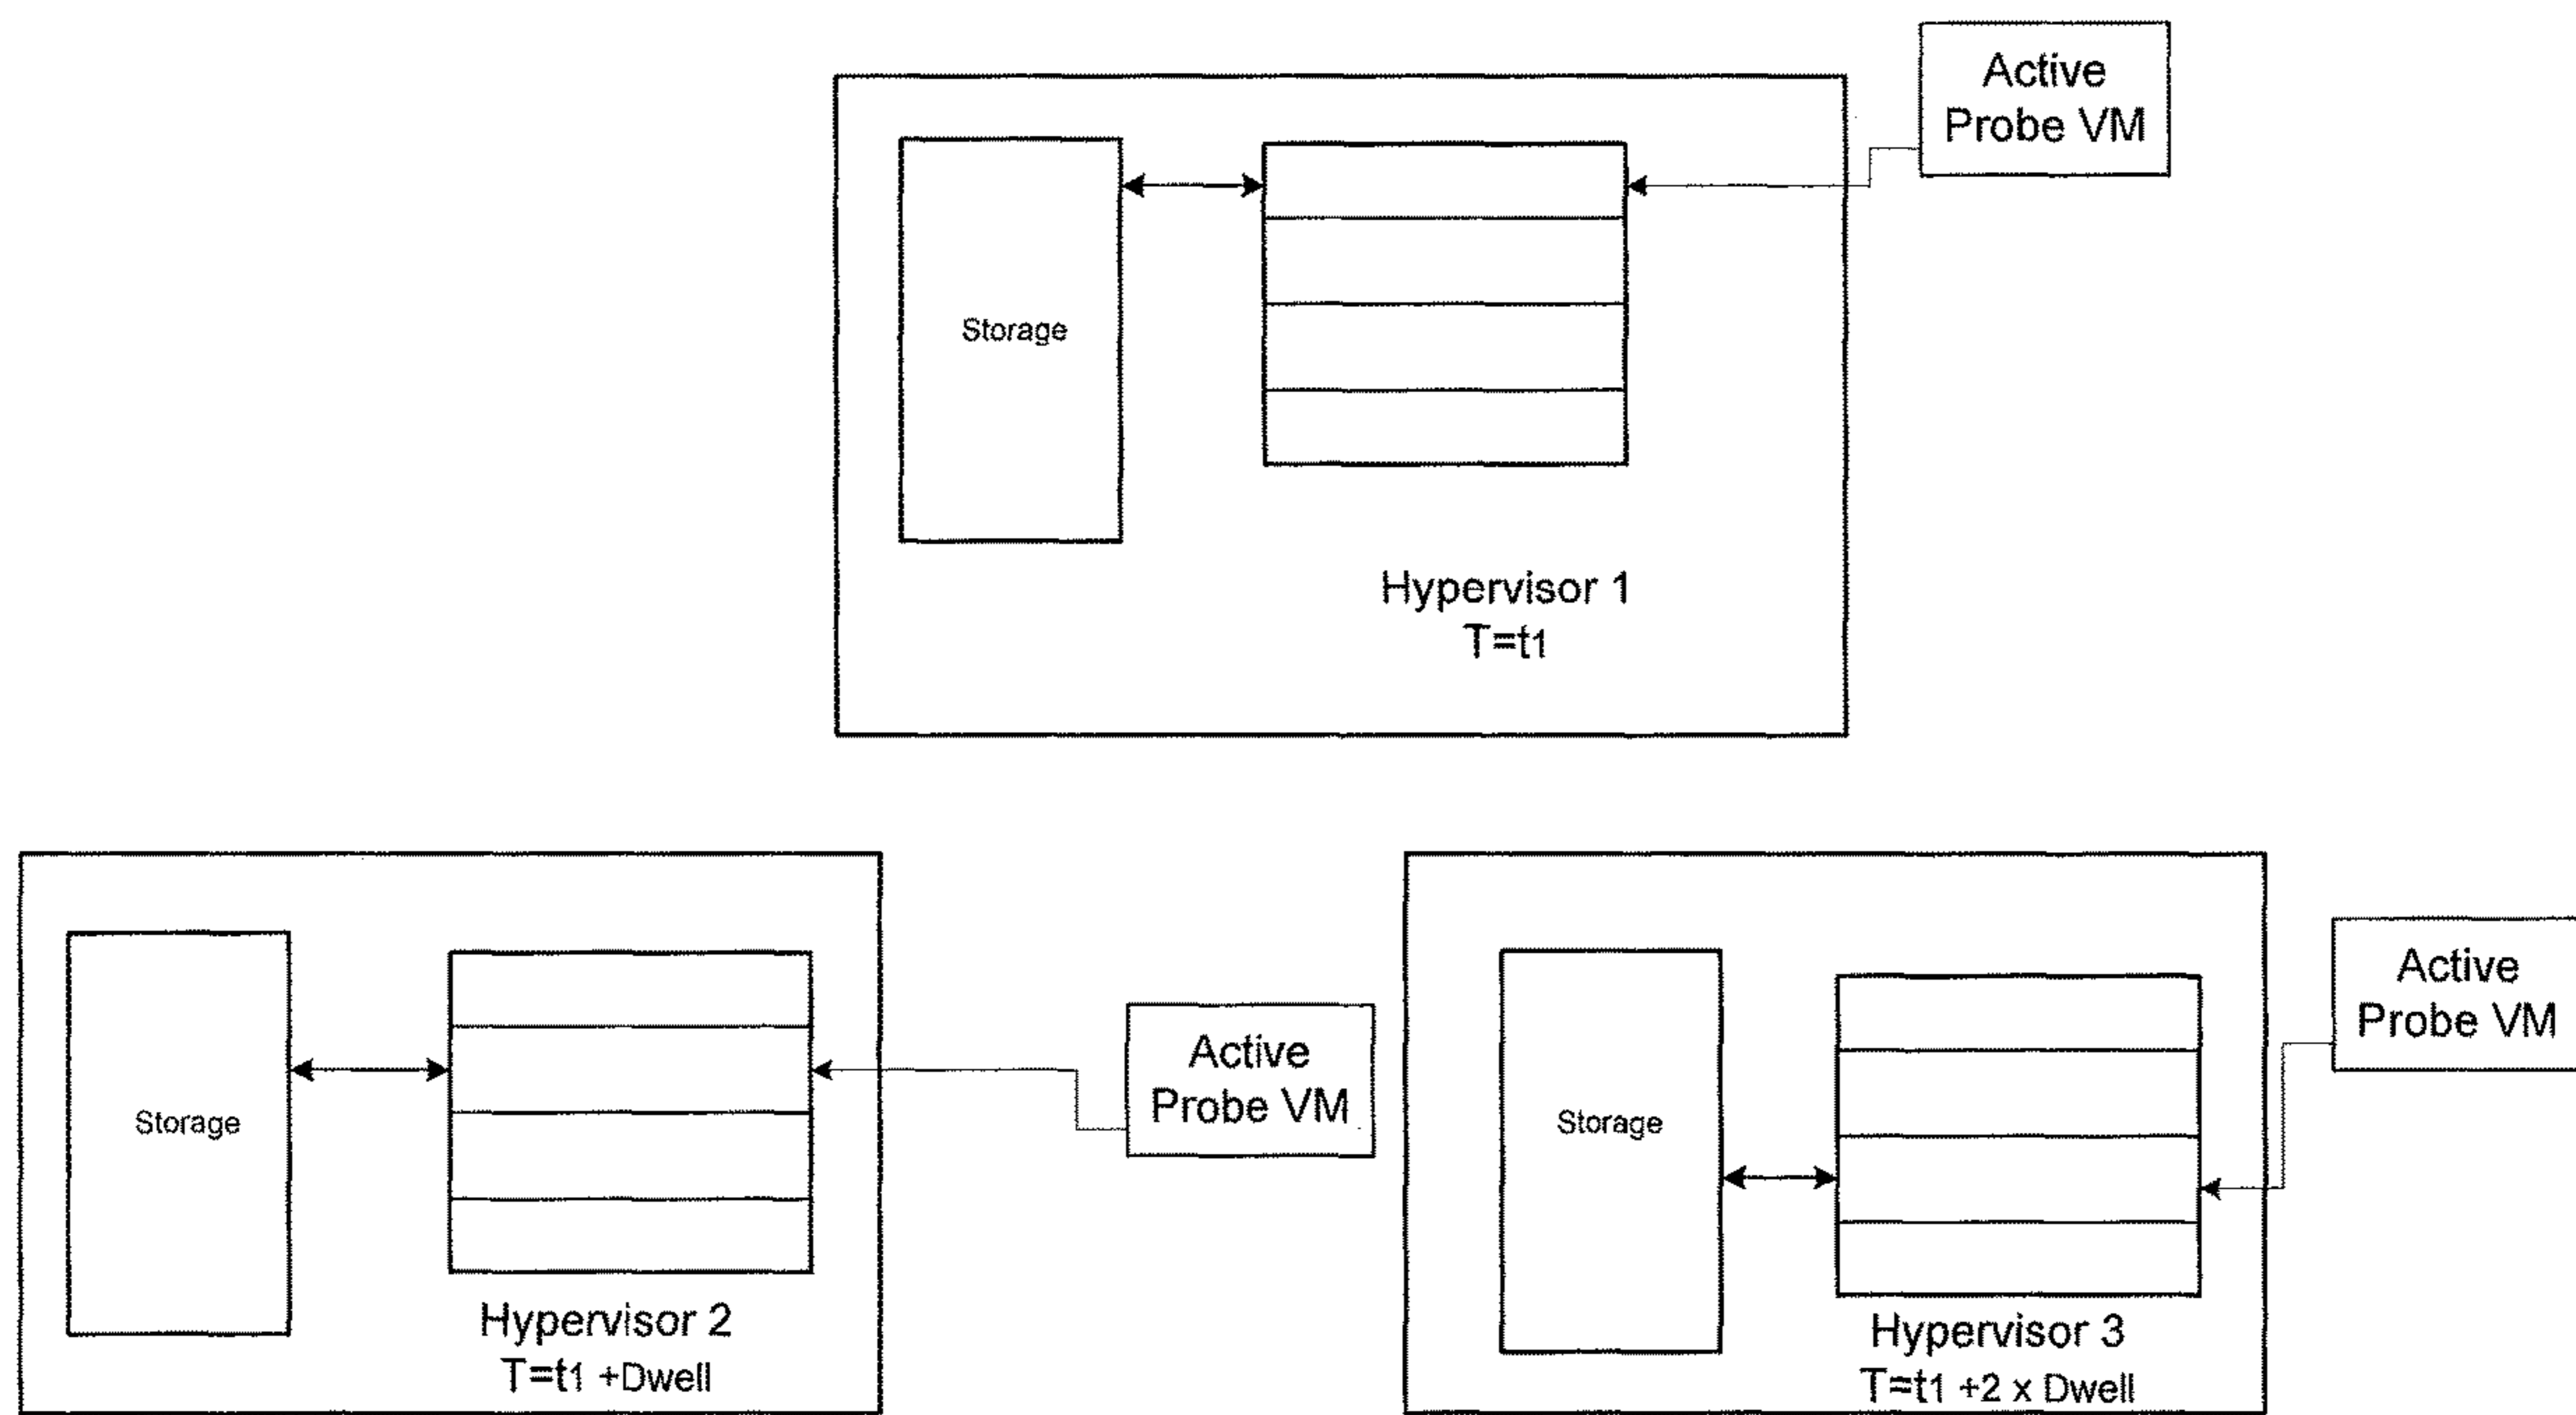 Active
Probe VM
Storage
Hypervisor 1
T=t1
Storage
Active
Probe VM
Hypervisor 2
T=t1 +Dwell
Storage
Active
Probe VM
Hypervisor 3
T=t1 +2 x Dwell